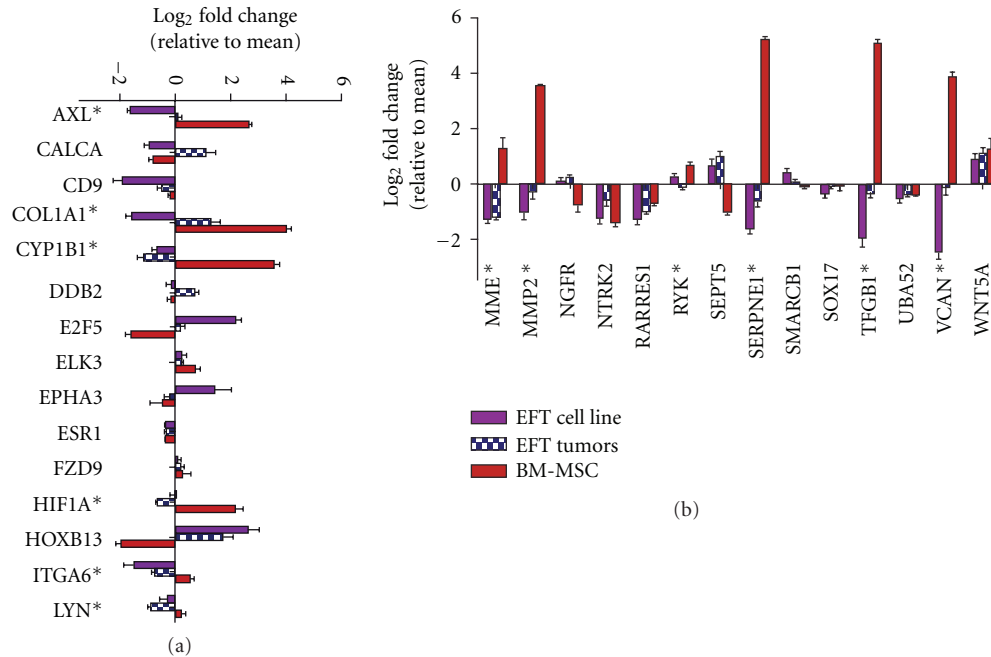 Log2 fold change
(relative to mean)
−2
0
2
4
6
AXL*
CALCA
CD9
COL1A1*
CYP1B1*
DDB2
E2F5
ELK3
EPHA3
ESR1
FZD9
HIF1A*
HOXB13
ITGA6*
LYN*
(a)
Log2 fold change
(relative to mean)
6
4
2
0
−2
MME*
MMP2*
NGFR
NTRK2
RARRES1
RYK*
SEPT5
SERPNE1*
SMARCB1
SOX17
TFGB1*
UBA52
VCAN*
WNT5A
EFT cell line
EFT tumors
BM-MSC
(b)